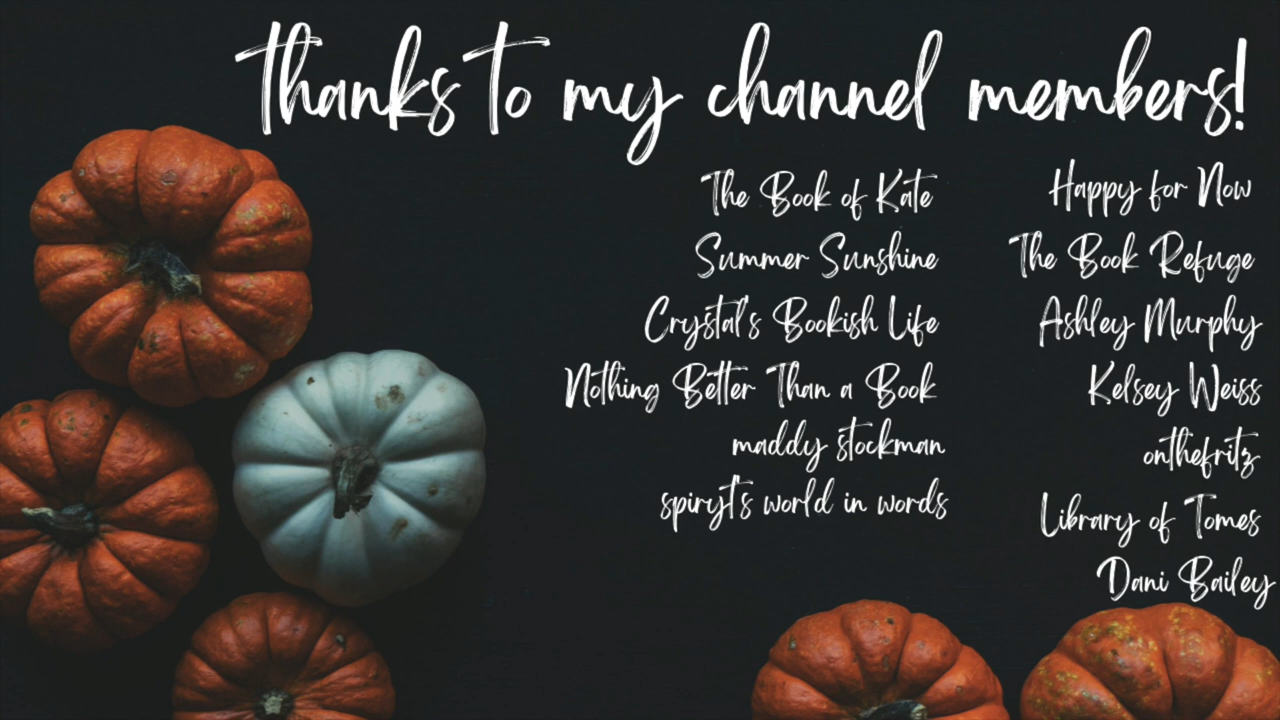 thanks to my channel members!
The Book of Kate
Summer Sunshine
Crystal's Bookish Life
Nothing Better Than a Book
maddy stockman
spiryt's world in words
Happy for Now
The Book Refuge
Ashley Murphy
Kelsey Weiss
onthefritz
Library of Tomes
Dani Bailey